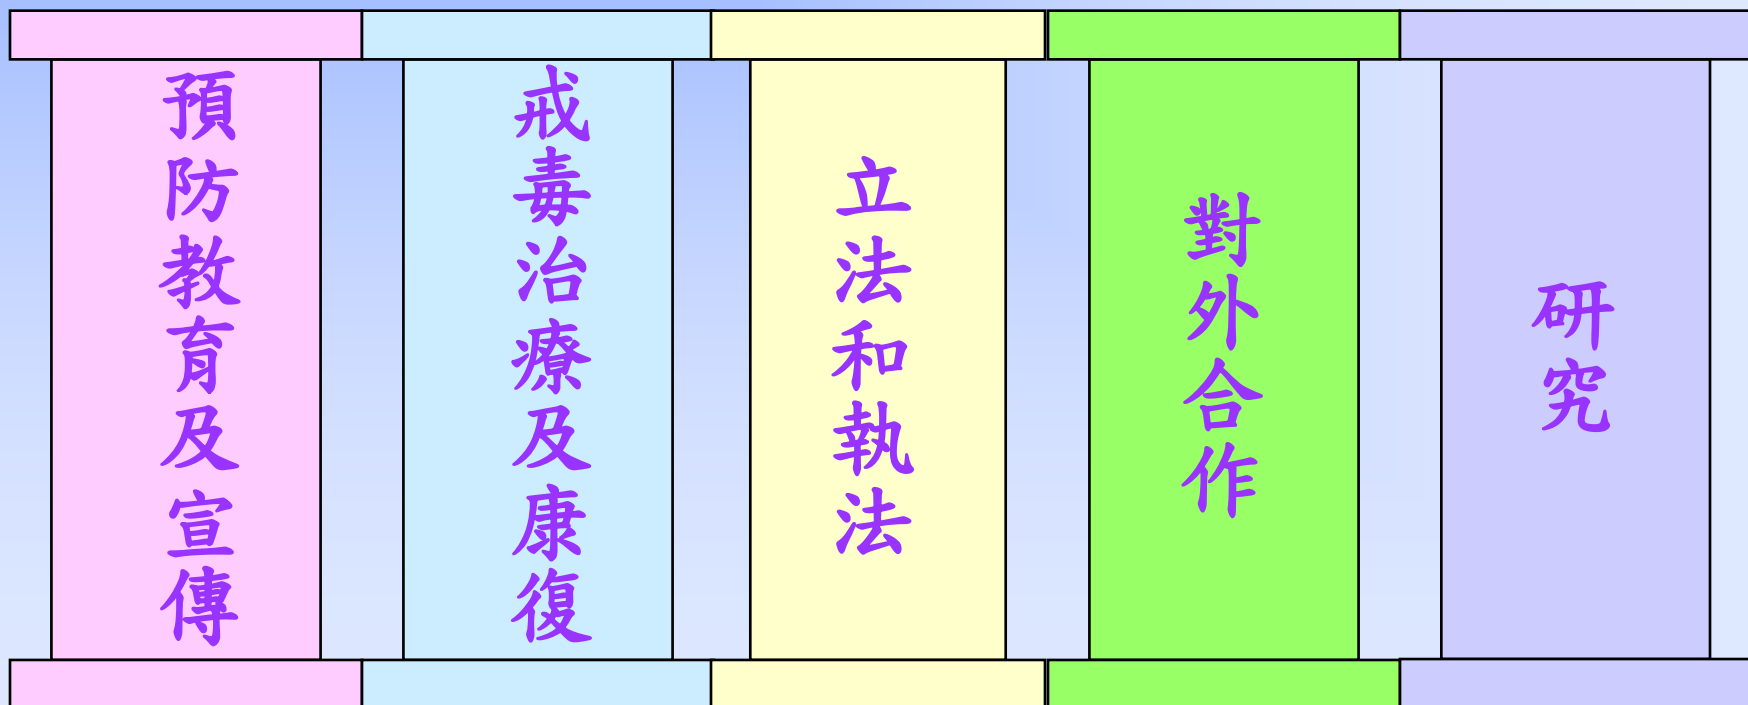 預防教育及宣傳
戒毒治療及康復
立法和執法
對外合作
研究